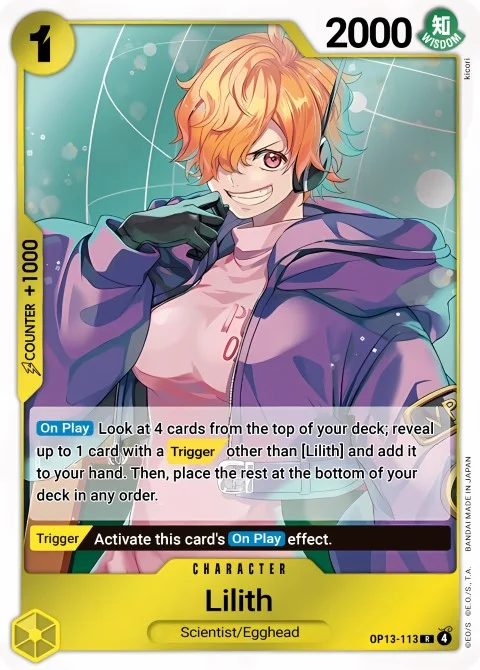 1
2000
知
WISDOM
kicori
COUNTER +1000
P
O
On Play Look at 4 cards from the top of your deck; reveal
up to 1 card with a Trigger other than [Lilith] and add it
to your hand. Then, place the rest at the bottom of your
deck in any order.
Trigger Activate this card's On Play effect.
CHARACTER
Lilith
Scientist/Egghead
OP13-113 R 4
©E.O/S ©E.O./S., T.A. BANDAI MADE IN JAPAN